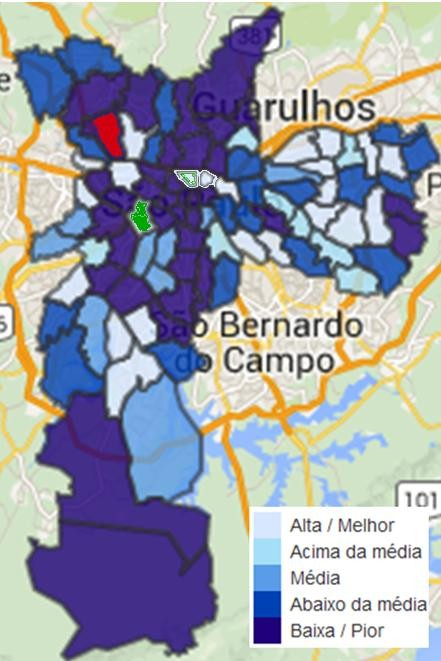 381
e
Guarulhos
São Paulo
P
6
São Bernardo
do Campo
101
Alta / Melhor
Acima da média
Média
Abaixo da média
Baixa / Pior